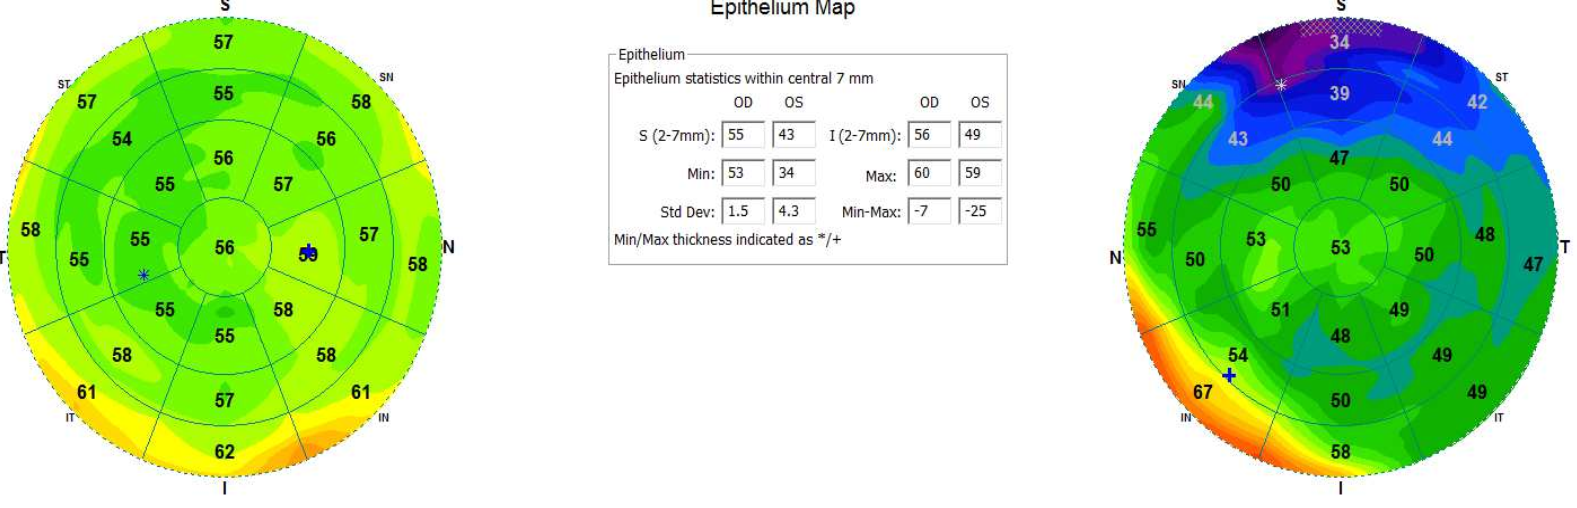 Epithelium Map
S
57
ST
SN
57
55
58
54
56
56
55
57
58
55
56
57
T
N
55
59
58
55
58
55
58
58
61
57
61
IT
IN
62
I
Epithelium
Epithelium statistics within central 7 mm
OD OS OD OS
S (2-7mm): 55 43 I (2-7mm): 56 49
Min: 53 34 Max: 60 59
Std Dev: 1.5 4.3 Min-Max: -7 -25
Min/Max thickness indicated as */+
S
34
SN
ST
44
39
42
43
44
47
50
50
55
53
53
48
N
T
50
50
47
51
49
48
54
49
67
50
49
IN
IT
58
I